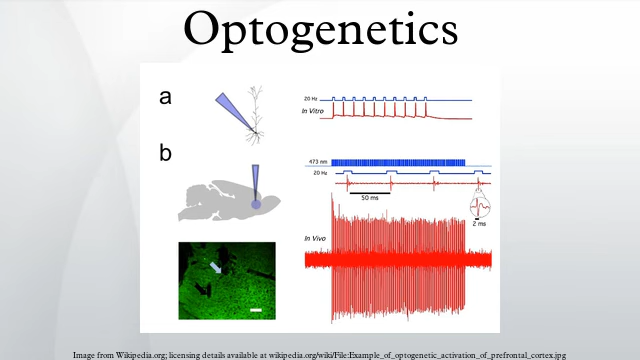 Optogenetics
a
20 Hz
In Vitro
b
473 nm
20 Hz
50 ms
2 ms
In Vivo
Image from Wikipedia.org; licensing details available at wikipedia.org/wiki/File:Example_of_optogenetic_activation_of_prefrontal_cortex.jpg